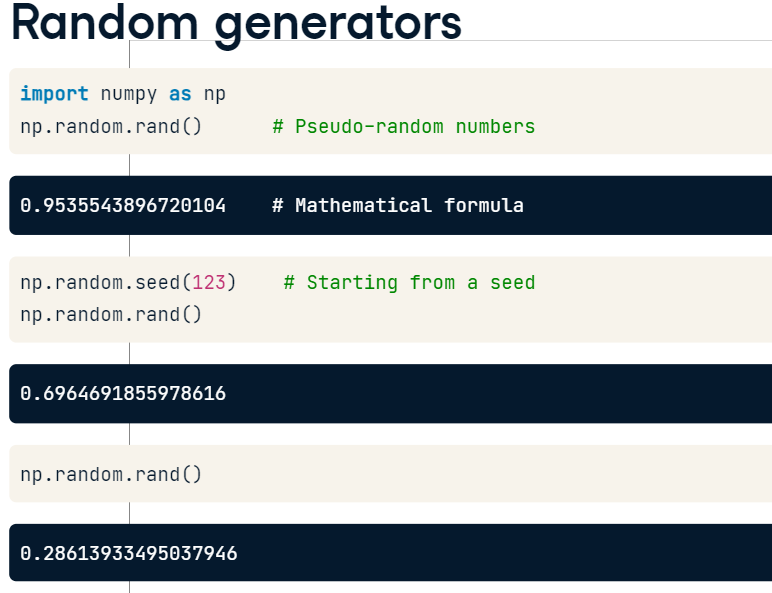 Random generators
import numpy as np
np.random.rand()      # Pseudo-random numbers
0.9535543896720104    # Mathematical formula
np.random.seed(123)    # Starting from a seed
np.random.rand()
0.6964691855978616
np.random.rand()
0.28613933495037946